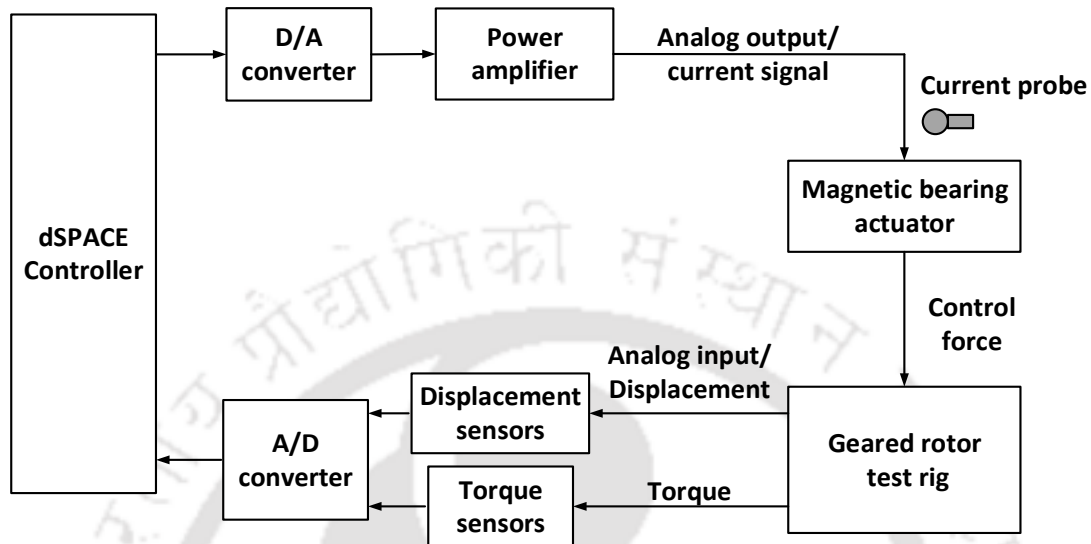 D/A
converter
Power
amplifier
Analog output/
current signal
Current probe
Magnetic bearing
actuator
dSPACE
Controller
Control
force
Analog input/
Displacement
Displacement
sensors
A/D
converter
Geared rotor
test rig
Torque
sensors
Torque
प्रौद्योगिकी संस्थान